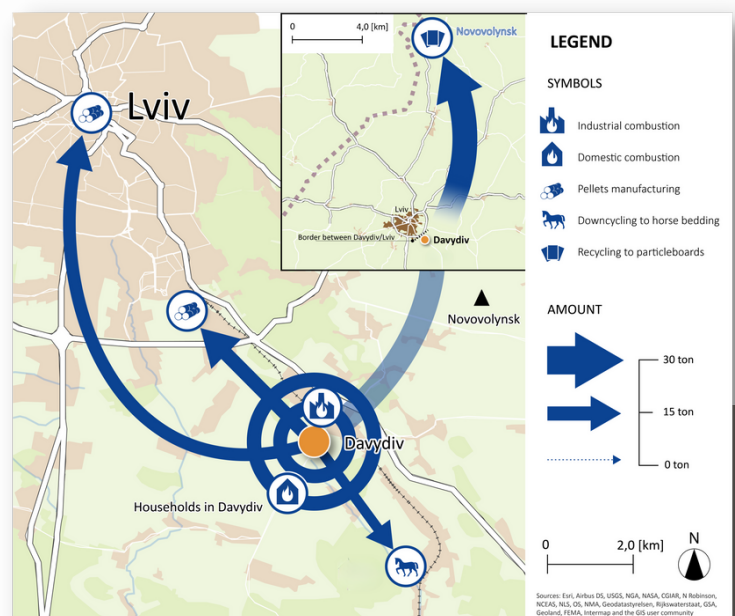 Lviv
0 4,0 [km]
Novovolynsk
Lviv
Border between Davydiv/Lviv
Davydiv
Novovolynsk
Davydiv
Households in Davydiv
LEGEND
SYMBOLS
Industrial combustion
Domestic combustion
Pellets manufacturing
Downcycling to horse bedding
Recycling to particleboards
AMOUNT
30 ton
15 ton
0 ton
0 2,0 [km]
N
Sources: Esri, Airbus DS, USGS, NGA, NASA, CGIAR, N Robinson,
NCEAS, NLS, OS, NMA, Geodatastyrelsen, Rijkswaterstaat, GSA,
Geoland, FEMA, Intermap and the GIS user community